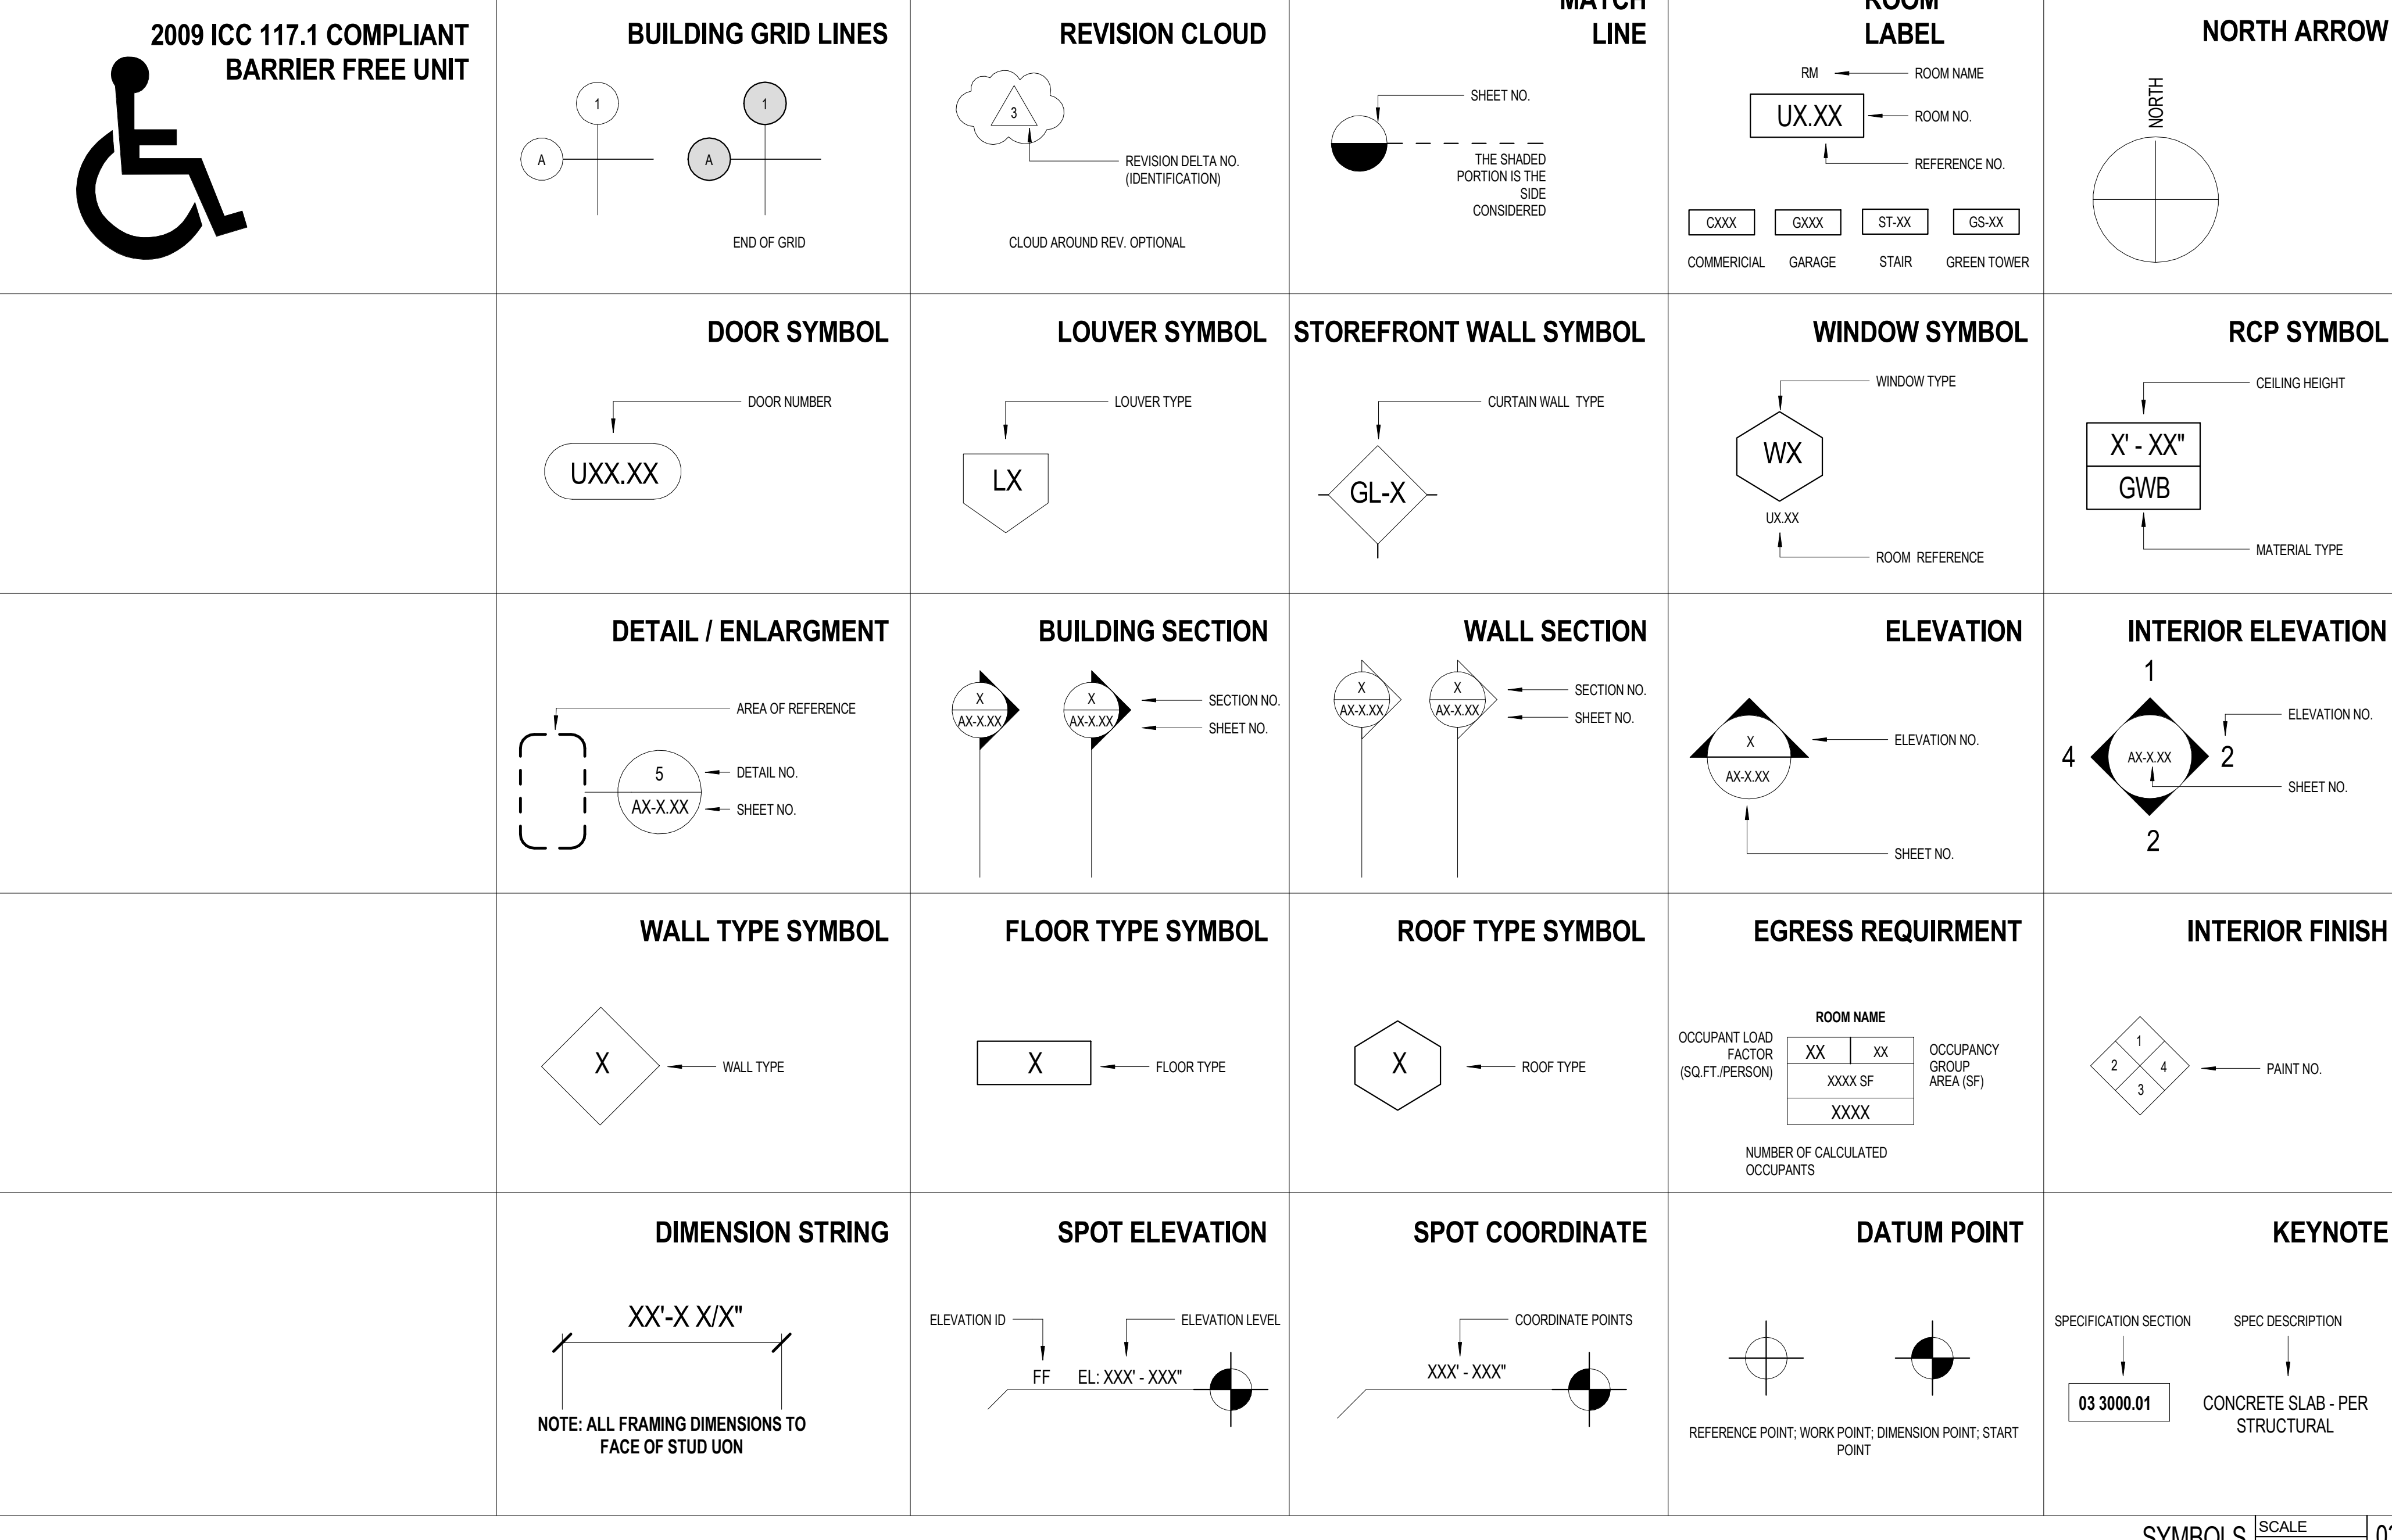 2009 ICC 117.1 COMPLIANT
BARRIER FREE UNIT
BUILDING GRID LINES
1
1
A
A
END OF GRID
REVISION CLOUD
3
REVISION DELTA NO.
(IDENTIFICATION)
CLOUD AROUND REV. OPTIONAL
MATCH
LINE
SHEET NO.
THE SHADED
PORTION IS THE
SIDE
CONSIDERED
ROOM
LABEL
RM
ROOM NAME
UX.XX
ROOM NO.
REFERENCE NO.
CXXX
GXXX
ST-XX
GS-XX
COMMERICIAL
GARAGE
STAIR
GREEN TOWER
NORTH ARROW
NORTH
DOOR SYMBOL
DOOR NUMBER
UXX.XX
LOUVER SYMBOL
LOUVER TYPE
LX
STOREFRONT WALL SYMBOL
CURTAIN WALL TYPE
GL-X
WINDOW SYMBOL
WINDOW TYPE
WX
UX.XX
ROOM REFERENCE
RCP SYMBOL
CEILING HEIGHT
X' - XX"
GWB
MATERIAL TYPE
DETAIL / ENLARGMENT
AREA OF REFERENCE
5
DETAIL NO.
AX-X.XX
SHEET NO.
BUILDING SECTION
X
X
SECTION NO.
AX-X.XX
AX-X.XX
SHEET NO.
WALL SECTION
X
X
SECTION NO.
AX-X.XX
AX-X.XX
SHEET NO.
ELEVATION
X
ELEVATION NO.
AX-X.XX
SHEET NO.
INTERIOR ELEVATION
1
ELEVATION NO.
4
AX-X.XX
2
SHEET NO.
2
WALL TYPE SYMBOL
X
WALL TYPE
FLOOR TYPE SYMBOL
X
FLOOR TYPE
ROOF TYPE SYMBOL
X
ROOF TYPE
EGRESS REQUIRMENT
ROOM NAME
OCCUPANT LOAD
FACTOR
(SQ.FT./PERSON)
XX
XX
XXXX SF
XXXX
OCCUPANCY
GROUP
AREA (SF)
NUMBER OF CALCULATED
OCCUPANTS
INTERIOR FINISH
1
2
4
3
PAINT NO.
DIMENSION STRING
XX'-X X/X"
NOTE: ALL FRAMING DIMENSIONS TO
FACE OF STUD UON
SPOT ELEVATION
ELEVATION ID
ELEVATION LEVEL
FF
EL: XXX' - XXX"
SPOT COORDINATE
COORDINATE POINTS
XXX' - XXX"
DATUM POINT
REFERENCE POINT; WORK POINT; DIMENSION POINT; START
POINT
KEYNOTE
SPECIFICATION SECTION
SPEC DESCRIPTION
03 3000.01
CONCRETE SLAB - PER
STRUCTURAL
SYMBOLS
SCALE